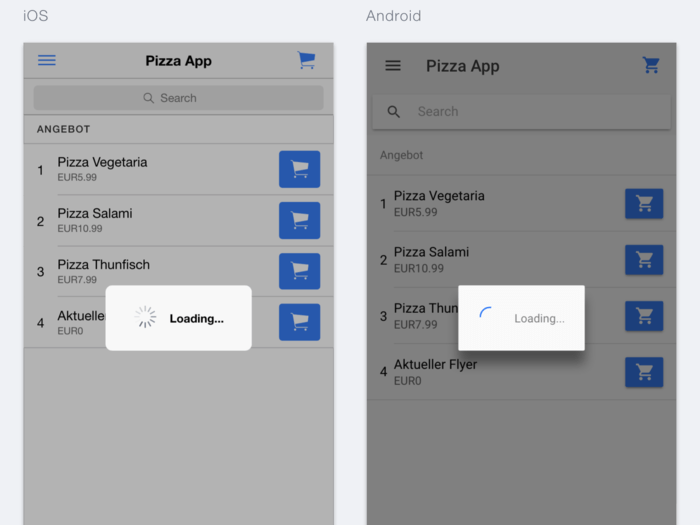 iOS
Pizza App
Search
ANGEBOT
1 Pizza Vegetaria
EUR5.99
2 Pizza Salami
EUR10.99
3 Pizza Thunfisch
EUR7.99
4 Aktuelle
EUR0
Loading...
Android
Pizza App
Search
Angebot
1 Pizza Vegetaria
EUR5.99
2 Pizza Salami
EUR10.99
3 Pizza Thun
EUR7.99
4 Aktueller Flyer
EUR0
Loading...